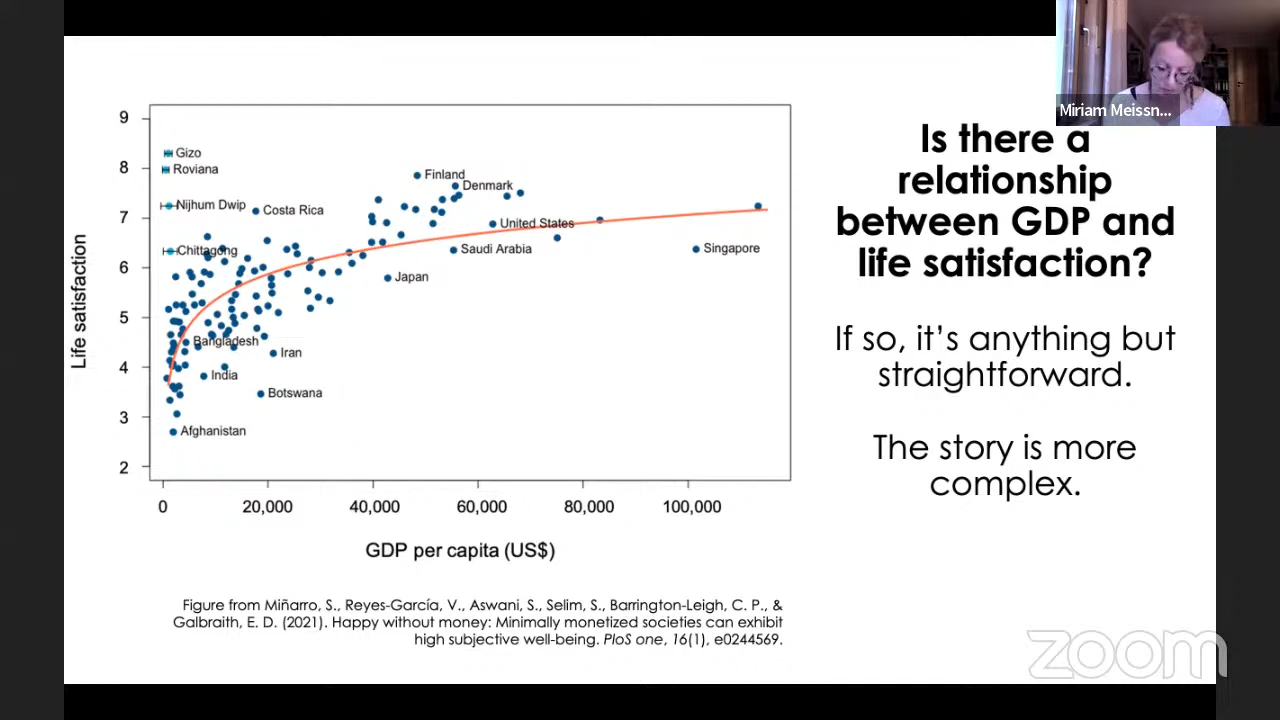 Miriam Meissn...
Is there a
relationship
between GDP and
life satisfaction?
If so, it's anything but
straightforward.
The story is more
complex.
9
8
7
6
5
4
3
2
Life satisfaction
Gizo
Roviana
Nijhum Dwip
Costa Rica
Chittagong
Finland
Denmark
United States
Saudi Arabia
Singapore
Japan
Bangladesh
Iran
India
Botswana
Afghanistan
0
20,000
40,000
60,000
80,000
100,000
GDP per capita (US$)
Figure from Miñarro, S., Reyes-García, V., Aswani, S., Selim, S., Barrington-Leigh, C. P., &
Galbraith, E. D. (2021). Happy without money: Minimally monetized societies can exhibit
high subjective well-being. PloS one, 16(1), e0244569.
zoom